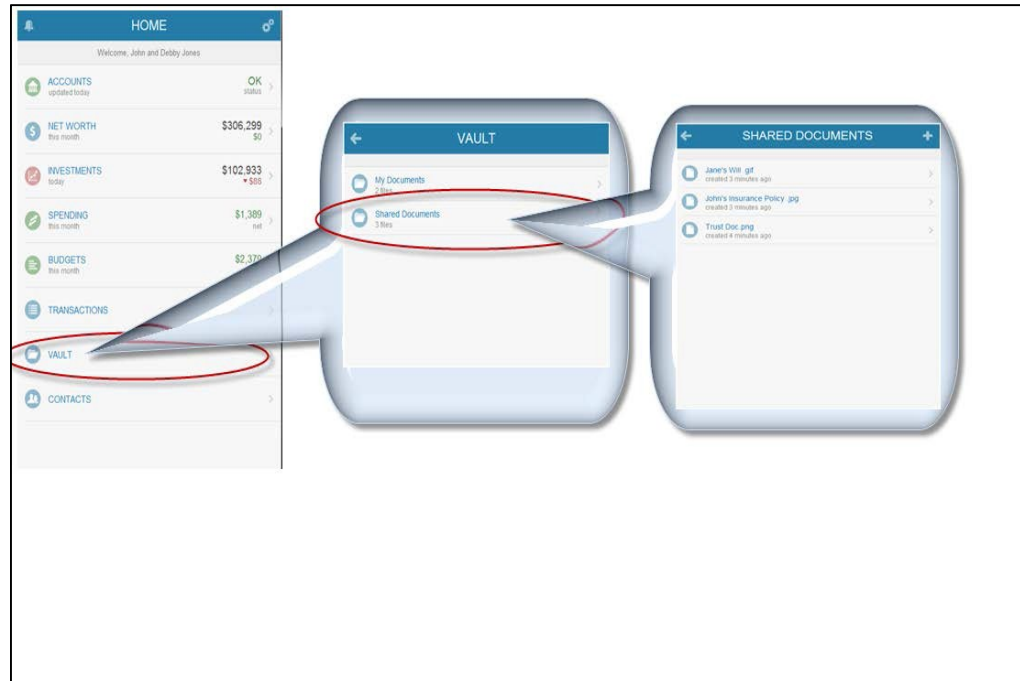 HOME
Welcome, John and Debby Jones
ACCOUNTS
updated today
OK
status
NET WORTH
this month
$306,299
$0
INVESTMENTS
today
$102,933
SPENDING
this month
$1,389
net
BUDGETS
this month
TRANSACTIONS
VAULT
CONTACTS
VAULT
My Documents
2 files
Shared Documents
3 files
SHARED DOCUMENTS
Jane's Will .gif
created 3 minutes ago
John's Insurance Policy .jpg
created 3 minutes ago
Trust Doc.png
created 4 minutes ago